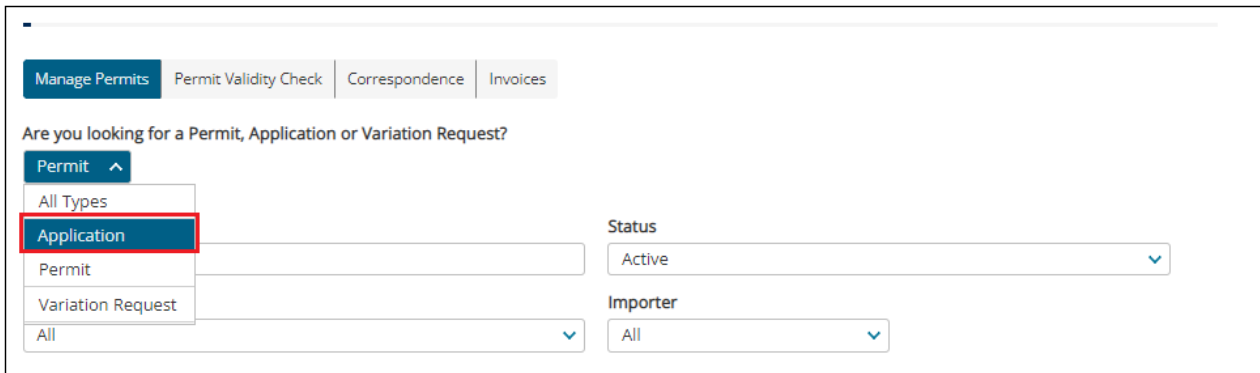 Manage Permits Permit Validity Check Correspondence Invoices
Are you looking for a Permit, Application or Variation Request?
Permit
All Types
Application
Permit
Variation Request
Status
Active
Importer
All
All